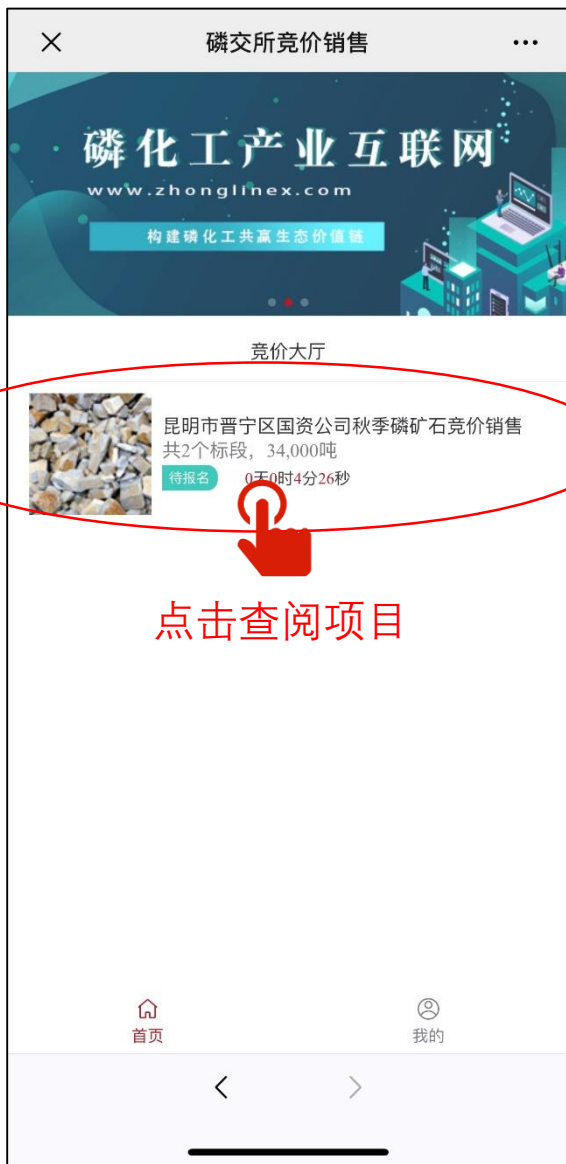 磷交所竞价销售
磷化工产业互联网
www.zhonglinex.com
构建磷化工共赢生态价值链
竞价大厅
昆明市晋宁区国资公司秋季磷矿石竞价销售
共2个标段，34,000吨
待报名 0天0时4分26秒
点击查阅项目
首页 我的